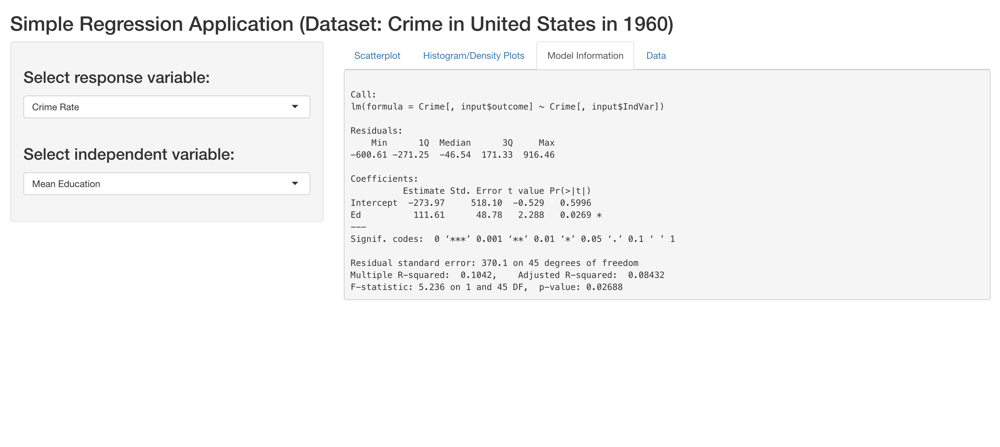 Simple Regression Application (Dataset: Crime in United States in 1960)
Select response variable:
Crime Rate
Select independent variable:
Mean Education
Scatterplot Histogram/Density Plots Model Information Data
Call:
lm(formula = Crime[, input$outcome] ~ Crime[, input$IndVar])
Residuals:
    Min      1Q  Median      3Q     Max
-600.61 -271.25  -46.54  171.33  916.46
Coefficients:
          Estimate Std. Error t value Pr(>|t|)
Intercept  -273.97     518.10  -0.529   0.5996
Ed          111.61      48.78   2.288   0.0269 *
---
Signif. codes:  0 ‘***’ 0.001 ‘**’ 0.01 ‘*’ 0.05 ‘.’ 0.1 ‘ ’ 1
Residual standard error: 370.1 on 45 degrees of freedom
Multiple R-squared:  0.1042,    Adjusted R-squared:  0.08432
F-statistic: 5.236 on 1 and 45 DF,  p-value: 0.02688